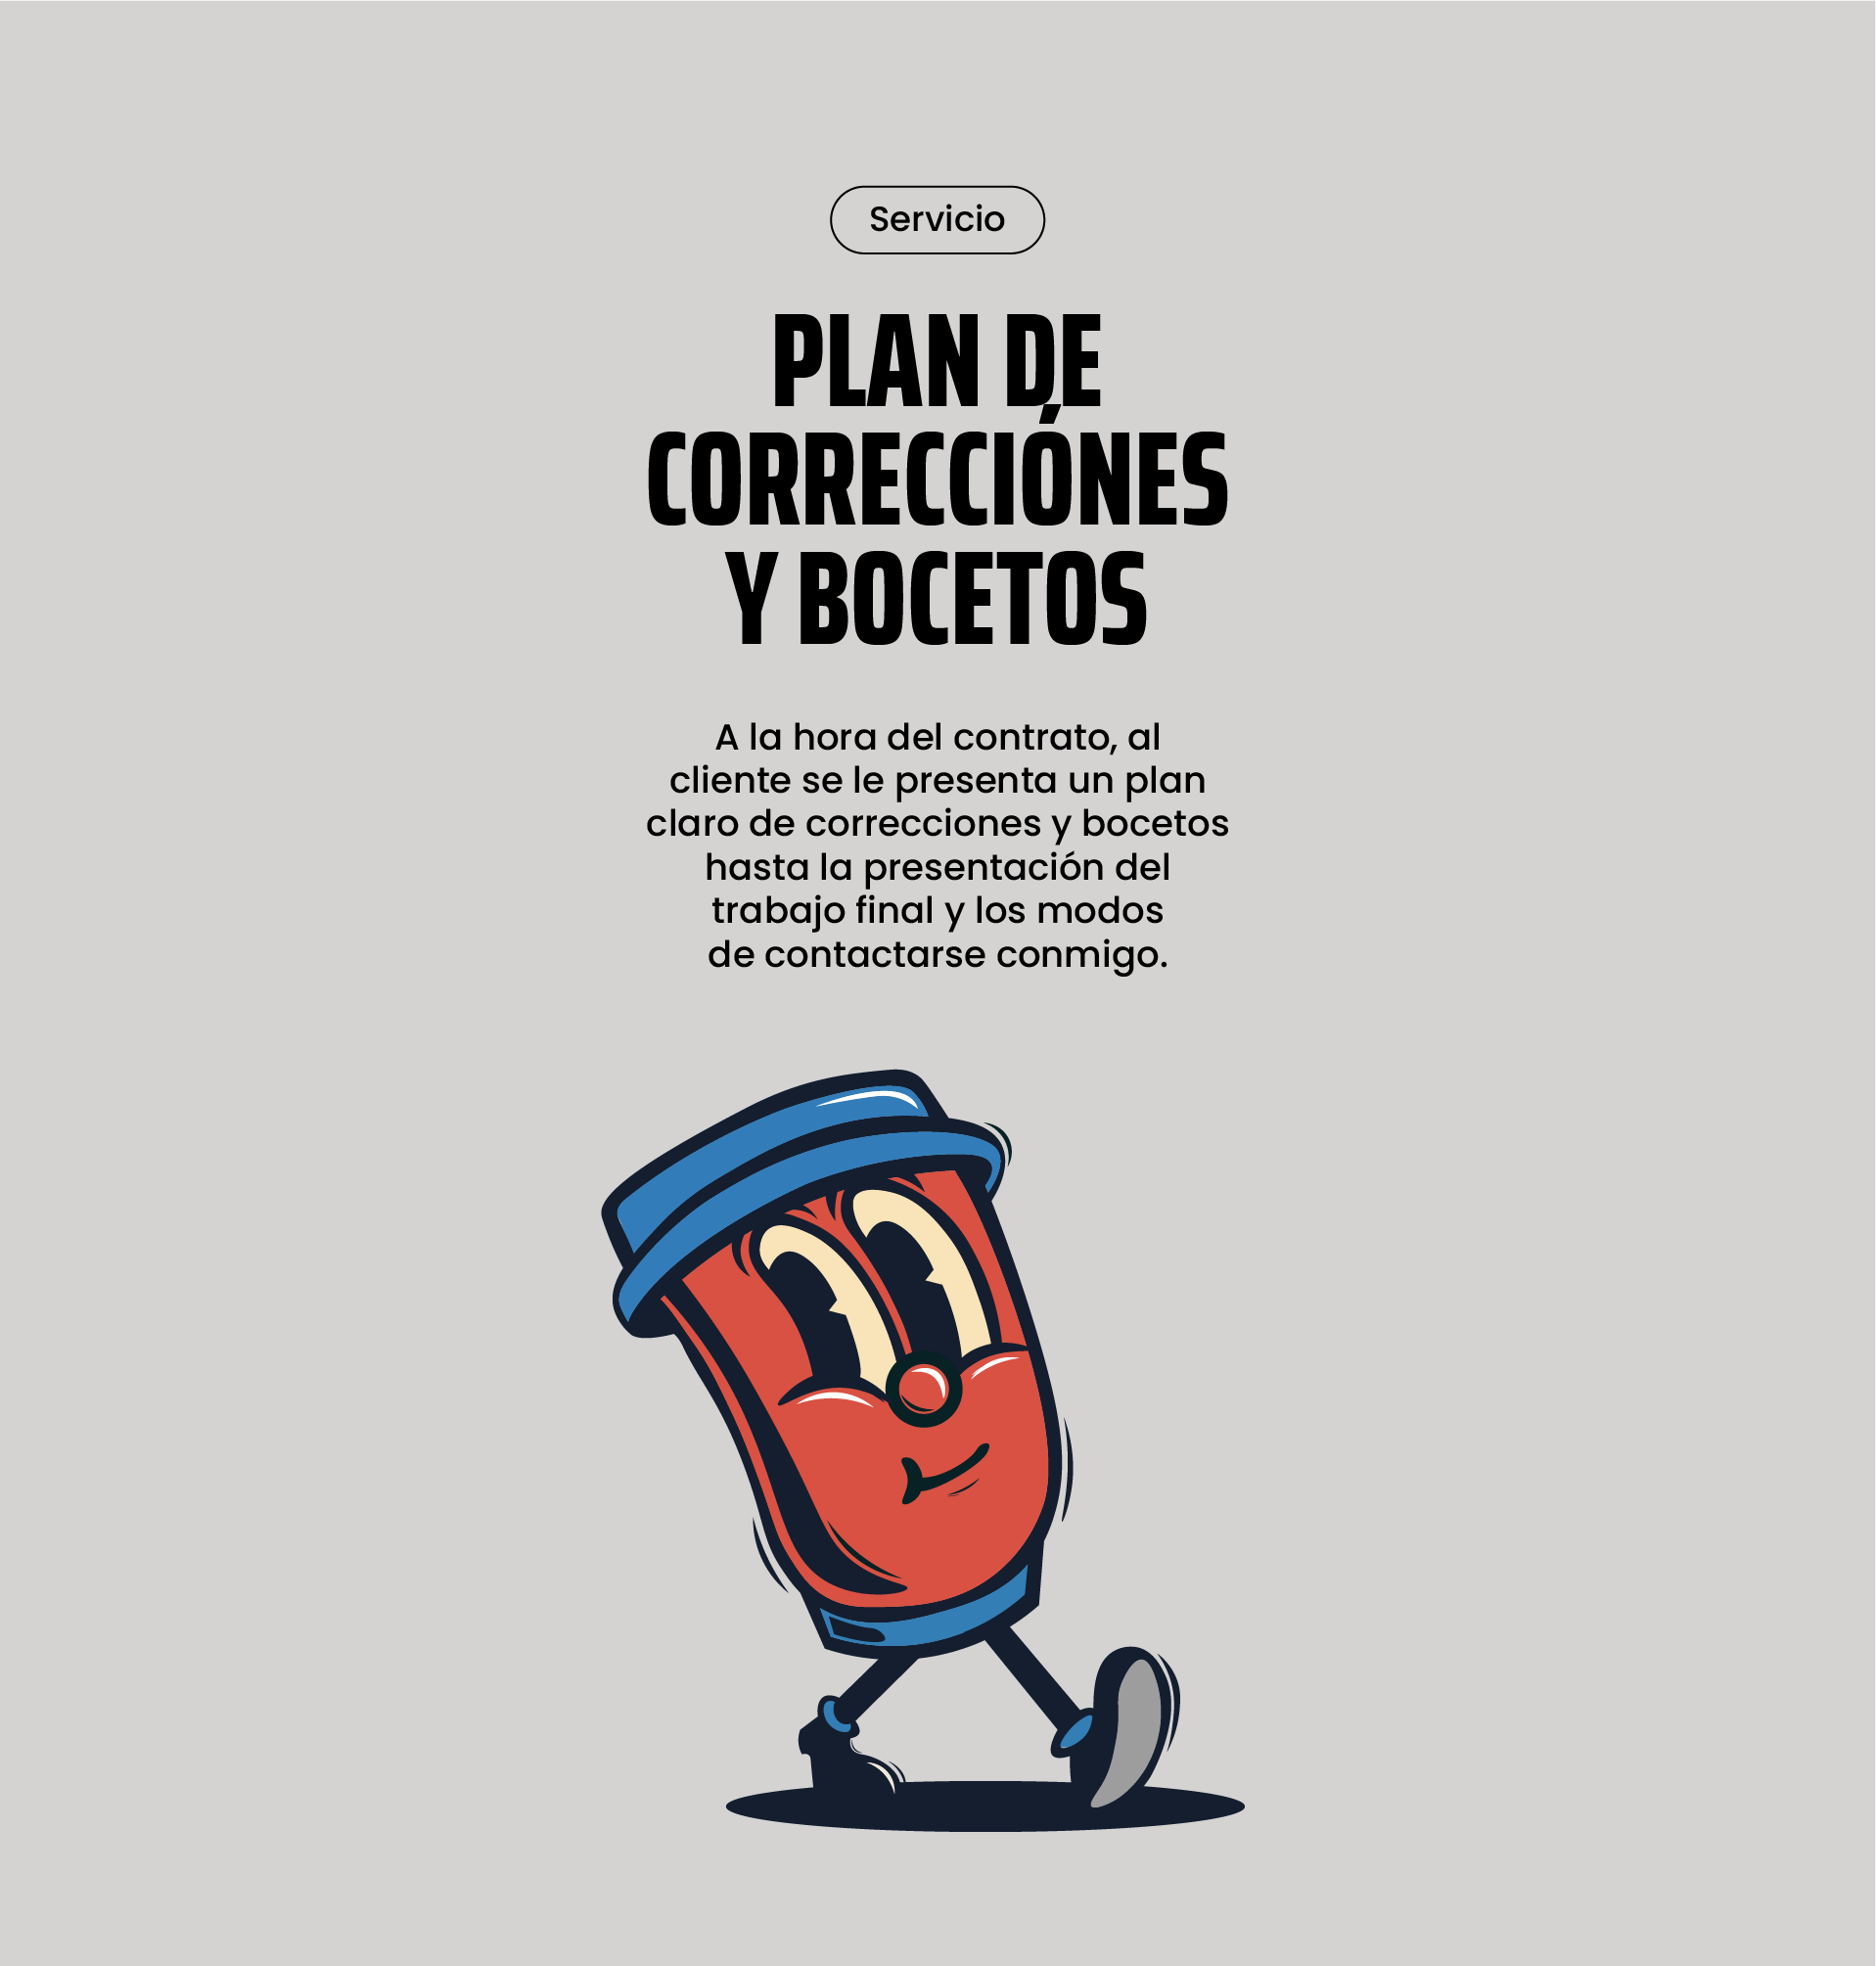 Servicio
PLAN DE
CORRECCIÓNES
Y BOCETOS
A la hora del contrato, al
cliente se le presenta un plan
claro de correcciones y bocetos
hasta la presentación del
trabajo final y los modos
de contactarse conmigo.